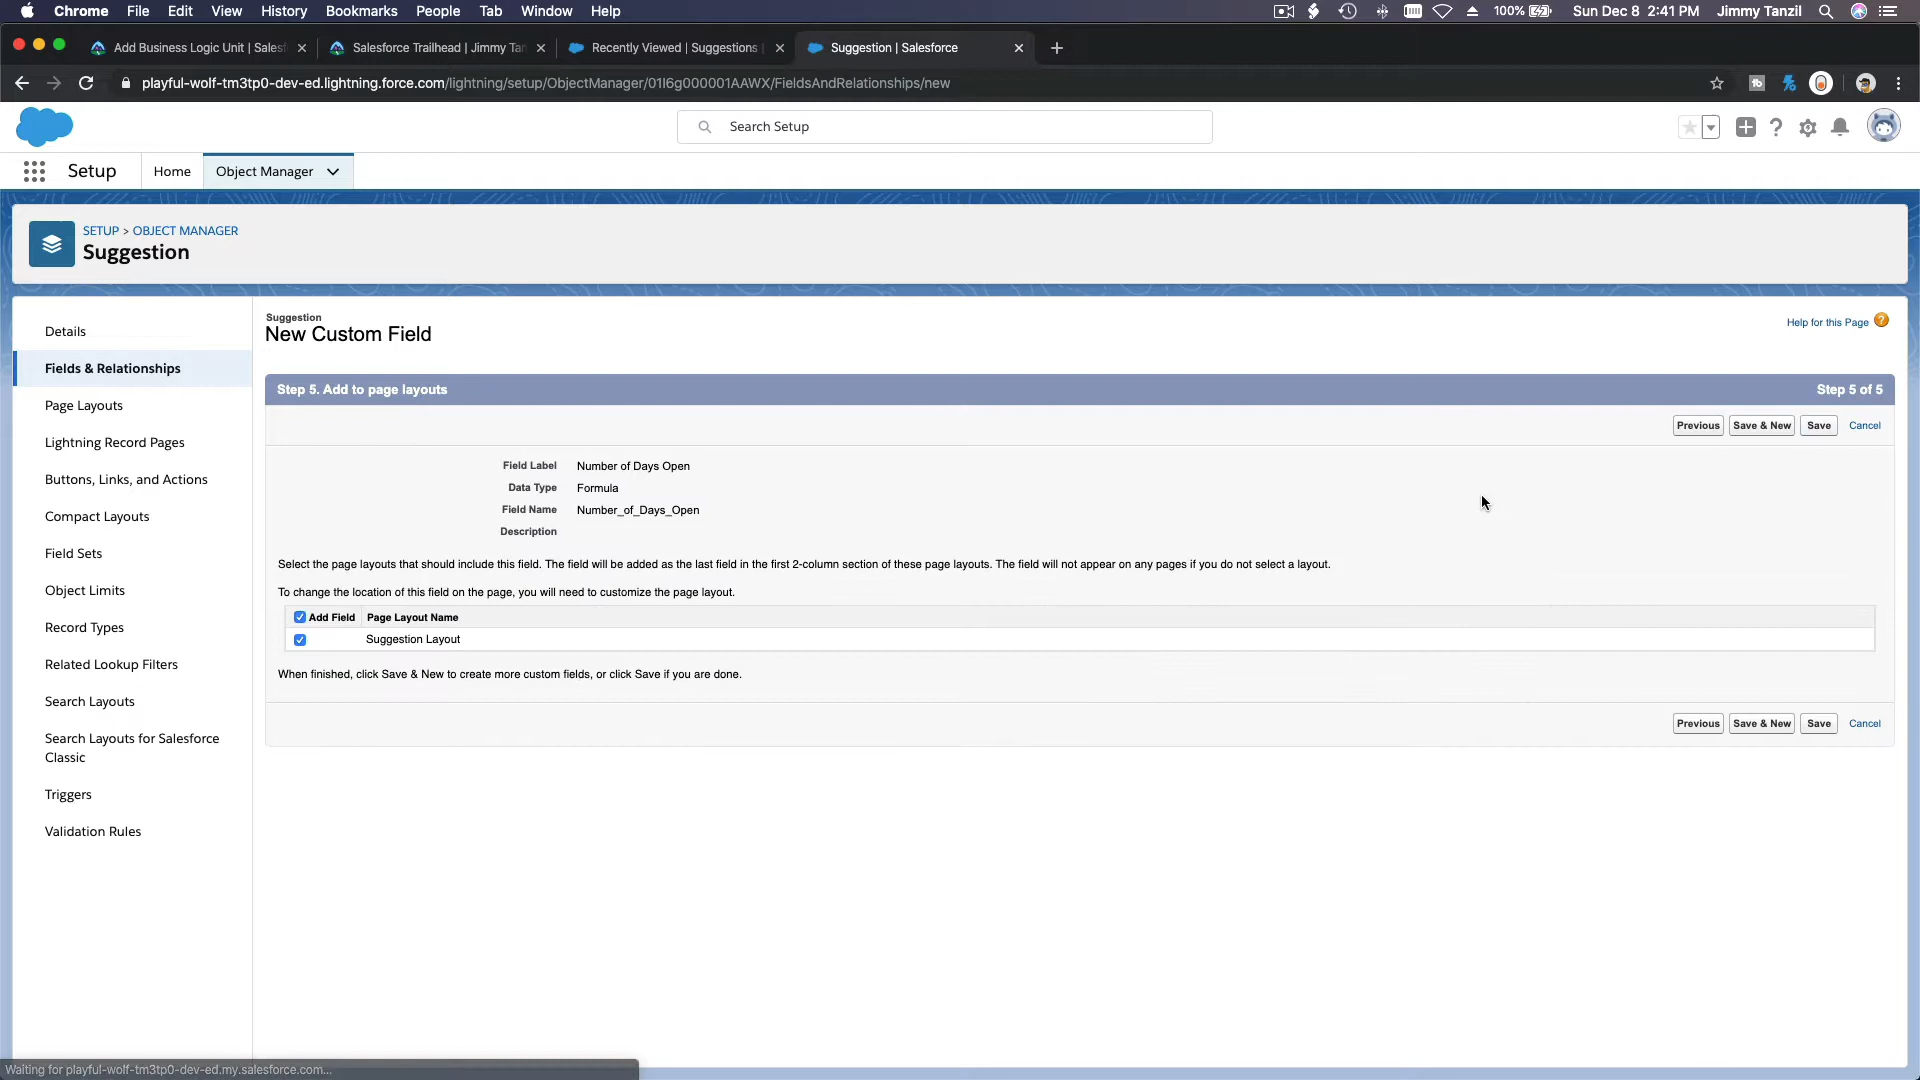 Chrome File Edit View History Bookmarks People Tab Window Help 100% Sun Dec 8 2:41 PM Jimmy Tanzil
Add Business Logic Unit | Sales Salesforce Trailhead | Jimmy Tan Recently Viewed | Suggestions | Suggestion | Salesforce
playful-wolf-tm3tp0-dev-ed.lightning.force.com/lightning/setup/ObjectManager/01I6g000001AAWX/FieldsAndRelationships/new
Search Setup
Setup Home Object Manager
SETUP > OBJECT MANAGER
Suggestion
Details
Fields & Relationships
Page Layouts
Lightning Record Pages
Buttons, Links, and Actions
Compact Layouts
Field Sets
Object Limits
Record Types
Related Lookup Filters
Search Layouts
Search Layouts for Salesforce
Classic
Triggers
Validation Rules
Suggestion
New Custom Field
Help for this Page
Step 5. Add to page layouts Step 5 of 5
Previous Save & New Save Cancel
Field Label Number of Days Open
Data Type Formula
Field Name Number_of_Days_Open
Description
Select the page layouts that should include this field. The field will be added as the last field in the first 2-column section of these page layouts. The field will not appear on any pages if you do not select a layout.
To change the location of this field on the page, you will need to customize the page layout.
Add Field Page Layout Name
Suggestion Layout
When finished, click Save & New to create more custom fields, or click Save if you are done.
Previous Save & New Save Cancel
Waiting for playful-wolf-tm3tp0-dev-ed.my.salesforce.com...